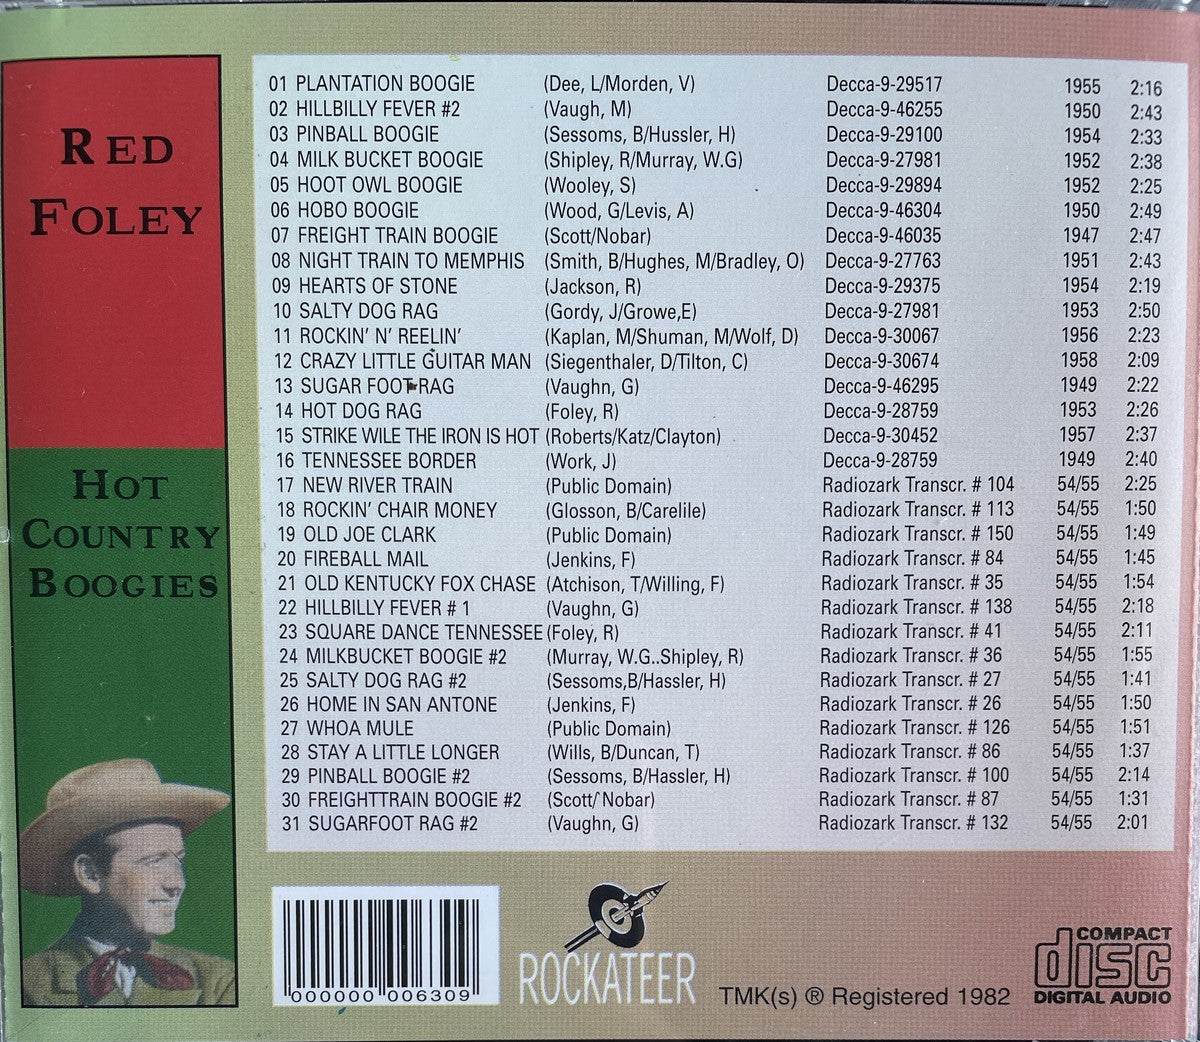 RED
FOLEY
HOT
COUNTRY
BOOGIES
01 PLANTATION BOOGIE (Dee, L/Morden, V) Decca-9-29517 1955 2:16
02 HILLBILLY FEVER #2 (Vaugh, M) Decca-9-46255 1950 2:43
03 PINBALL BOOGIE (Sessoms, B/Hussler, H) Decca-9-29100 1954 2:33
04 MILK BUCKET BOOGIE (Shipley, R/Murray, W.G) Decca-9-27981 1952 2:38
05 HOOT OWL BOOGIE (Wooley, S) Decca-9-29894 1952 2:25
06 HOBO BOOGIE (Wood, G/Levis, A) Decca-9-46304 1950 2:49
07 FREIGHT TRAIN BOOGIE (Scott/Nobar) Decca-9-46035 1947 2:47
08 NIGHT TRAIN TO MEMPHIS (Smith, B/Hughes, M/Bradley, O) Decca-9-27763 1951 2:43
09 HEARTS OF STONE (Jackson, R) Decca-9-29375 1954 2:19
10 SALTY DOG RAG (Gordy, J/Growe,E) Decca-9-27981 1953 2:50
11 ROCKIN' N' REELIN' (Kaplan, M/Shuman, M/Wolf, D) Decca-9-30067 1956 2:23
12 CRAZY LITTLE GUITAR MAN (Siegenthaler, D/Tilton, C) Decca-9-30674 1958 2:09
13 SUGAR FOOT RAG (Vaughn, G) Decca-9-46295 1949 2:22
14 HOT DOG RAG (Foley, R) Decca-9-28759 1953 2:26
15 STRIKE WILE THE IRON IS HOT (Roberts/Katz/Clayton) Decca-9-30452 1957 2:37
16 TENNESSEE BORDER (Work, J) Decca-9-28759 1949 2:40
17 NEW RIVER TRAIN (Public Domain) Radiozark Transcr. # 104 54/55 2:25
18 ROCKIN' CHAIR MONEY (Glosson, B/Carelile) Radiozark Transcr. # 113 54/55 1:50
19 OLD JOE CLARK (Public Domain) Radiozark Transcr. # 150 54/55 1:49
20 FIREBALL MAIL (Jenkins, F) Radiozark Transcr. # 84 54/55 1:45
21 OLD KENTUCKY FOX CHASE (Atchison, T/Willing, F) Radiozark Transcr. # 35 54/55 1:54
22 HILLBILLY FEVER # 1 (Vaughn, G) Radiozark Transcr. # 138 54/55 2:18
23 SQUARE DANCE TENNESSEE (Foley, R) Radiozark Transcr. # 41 54/55 2:11
24 MILKBUCKET BOOGIE #2 (Murray, W.G..Shipley, R) Radiozark Transcr. # 36 54/55 1:55
25 SALTY DOG RAG #2 (Sessoms,B/Hassler, H) Radiozark Transcr. # 27 54/55 1:41
26 HOME IN SAN ANTONE (Jenkins, F) Radiozark Transcr. # 26 54/55 1:50
27 WHOA MULE (Public Domain) Radiozark Transcr. # 126 54/55 1:51
28 STAY A LITTLE LONGER (Wills, B/Duncan, T) Radiozark Transcr. # 86 54/55 1:37
29 PINBALL BOOGIE #2 (Sessoms, B/Hassler, H) Radiozark Transcr. # 100 54/55 2:14
30 FREIGHTTRAIN BOOGIE #2 (Scott/ Nobar) Radiozark Transcr. # 87 54/55 1:31
31 SUGARFOOT RAG #2 (Vaughn, G) Radiozark Transcr. # 132 54/55 2:01
000000 006309
ROCKATEER
TMK(s) ® Registered 1982
COMPACT
disc
DIGITAL AUDIO